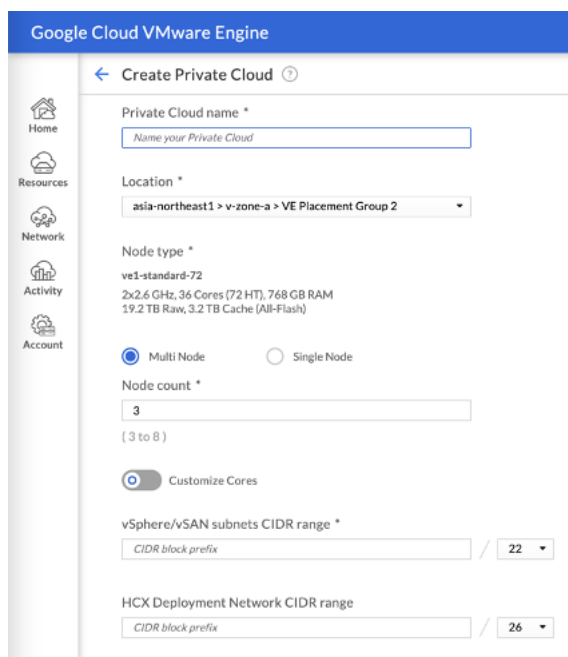 Google Cloud VMware Engine
← Create Private Cloud ?
Home
Resources
Network
Activity
Account
Private Cloud name *
Name your Private Cloud
Location *
asia-northeast1 > v-zone-a > VE Placement Group 2
Node type *
ve1-standard-72
2x2.6 GHz, 36 Cores (72 HT), 768 GB RAM
19.2 TB Raw, 3.2 TB Cache (All-Flash)
Multi Node Single Node
Node count *
3
( 3 to 8 )
Customize Cores
vSphere/vSAN subnets CIDR range *
CIDR block prefix / 22
HCX Deployment Network CIDR range
CIDR block prefix / 26